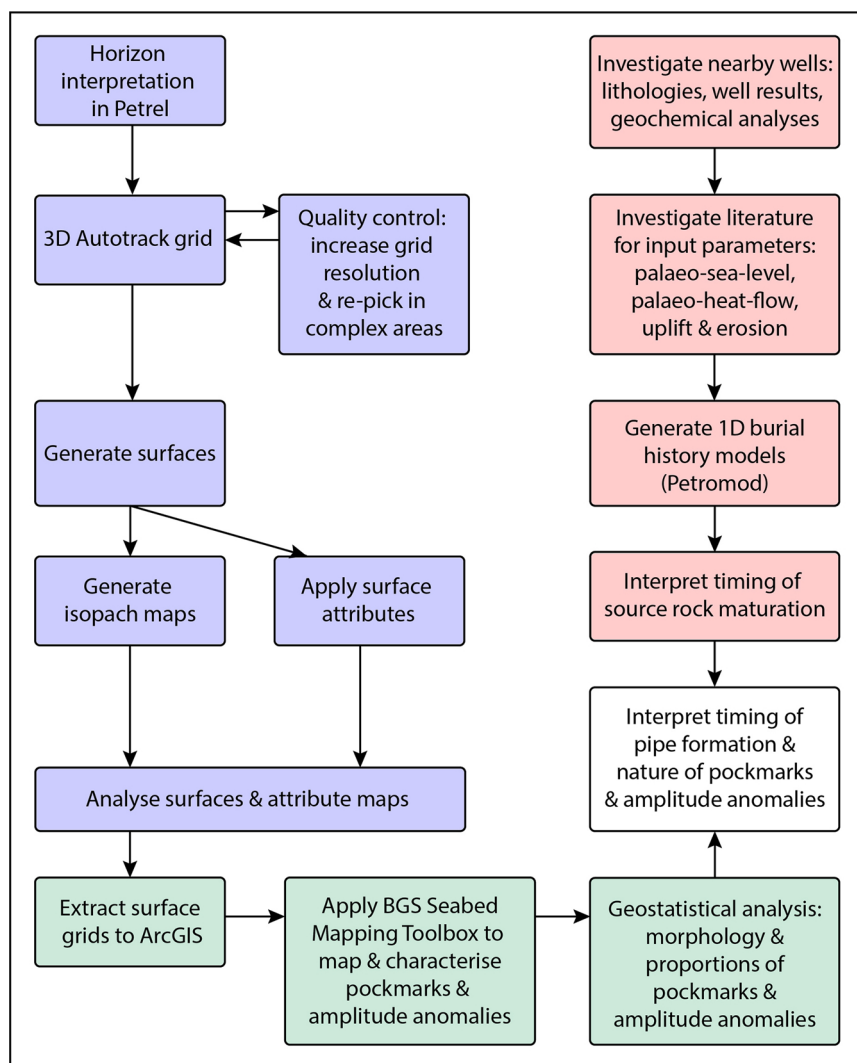 Horizon
interpretation
in Petrel
3D Autotrack grid
Quality control:
increase grid
resolution
& re-pick in
complex areas
Generate surfaces
Generate
isopach maps
Apply surface
attributes
Analyse surfaces & attribute maps
Extract surface
grids to ArcGIS
Apply BGS Seabed
Mapping Toolbox to
map & characterise
pockmarks &
amplitude anomalies
Geostatistical analysis:
morphology &
proportions of
pockmarks &
amplitude anomalies
Investigate nearby wells:
lithologies, well results,
geochemical analyses
Investigate literature
for input parameters:
palaeo-sea-level,
palaeo-heat-flow,
uplift & erosion
Generate 1D burial
history models
(Petromod)
Interpret timing of
source rock maturation
Interpret timing of
pipe formation &
nature of pockmarks
& amplitude anomalies